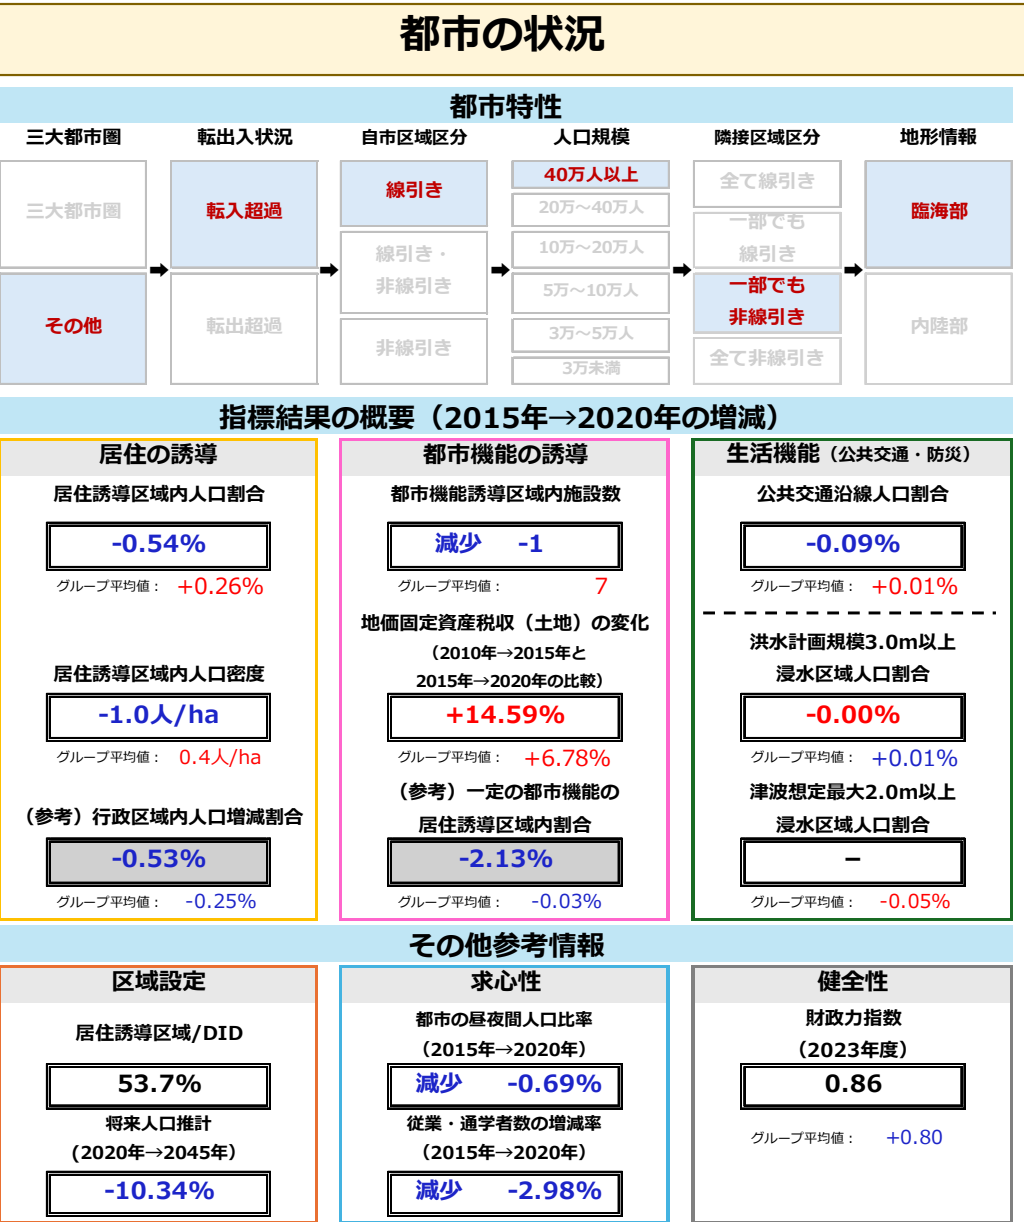 都市の状況
都市特性
三大都市圏
転出入状況
自市区域区分
人口規模
隣接区域区分
地形情報
三大都市圏
その他
転入超過
転出超過
線引き
線引き・
非線引き
非線引き
40万人以上
20万～40万人
10万～20万人
5万～10万人
3万～5万人
3万未満
全て線引き
一部でも
線引き
一部でも
非線引き
全て非線引き
臨海部
内陸部
指標結果の概要（2015年→2020年の増減）
居住の誘導
居住誘導区域内人口割合
-0.54%
グループ平均値： +0.26%
居住誘導区域内人口密度
-1.0人/ha
グループ平均値： 0.4人/ha
（参考）行政区域内人口増減割合
-0.53%
グループ平均値： -0.25%
都市機能の誘導
都市機能誘導区域内施設数
減少 -1
グループ平均値： 7
地価固定資産税収（土地）の変化
（2010年→2015年と
2015年→2020年の比較）
+14.59%
グループ平均値： +6.78%
（参考）一定の都市機能の
居住誘導区域内割合
-2.13%
グループ平均値： -0.03%
生活機能（公共交通・防災）
公共交通沿線人口割合
-0.09%
グループ平均値： +0.01%
洪水計画規模3.0m以上
浸水区域人口割合
-0.00%
グループ平均値： +0.01%
津波想定最大2.0m以上
浸水区域人口割合
–
グループ平均値： -0.05%
その他参考情報
区域設定
居住誘導区域/DID
53.7%
将来人口推計
(2020年→2045年）
-10.34%
求心性
都市の昼夜間人口比率
（2015年→2020年）
減少 -0.69%
従業・通学者数の増減率
（2015年→2020年）
減少 -2.98%
健全性
財政力指数
（2023年度）
0.86
グループ平均値： +0.80